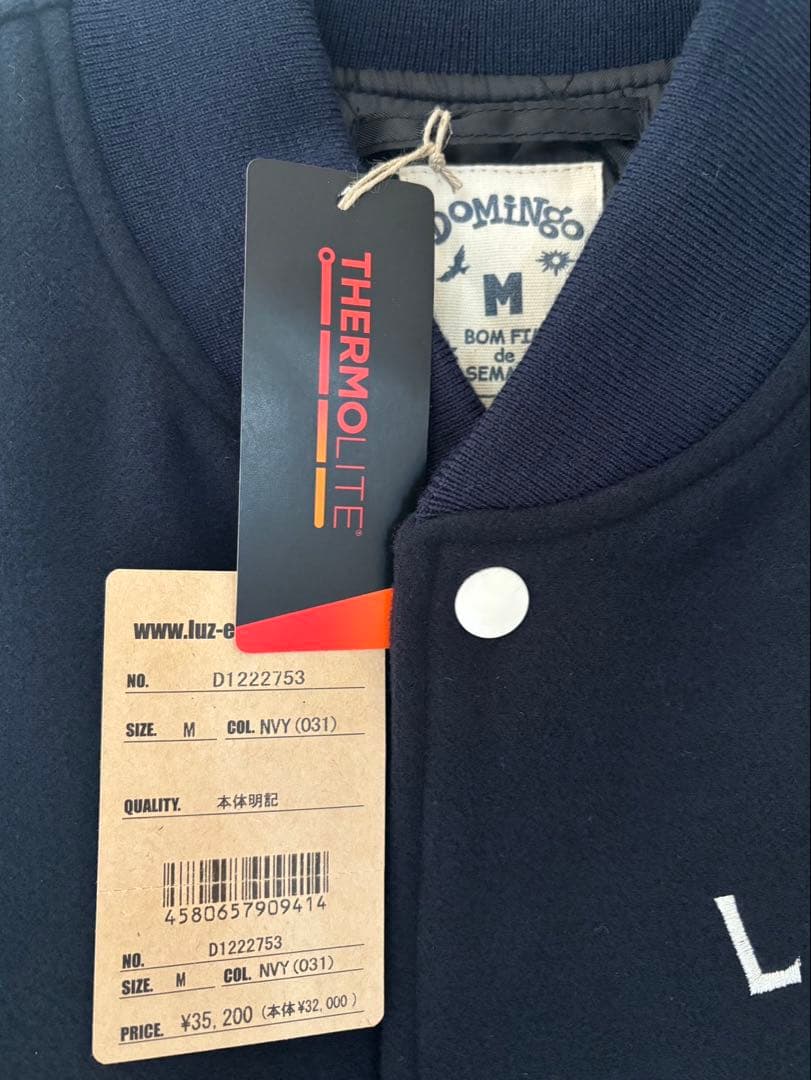 DOMiNGo
M
BOM FI
de
SEMA
THERMOLITE®
www.luz-e
NO. D1222753
SIZE. M COL. NVY (031)
QUALITY. 本体明記
4580657909414
NO. D1222753
SIZE. M COL. NVY (031)
PRICE. ¥35,200 (本体¥32,000)
L